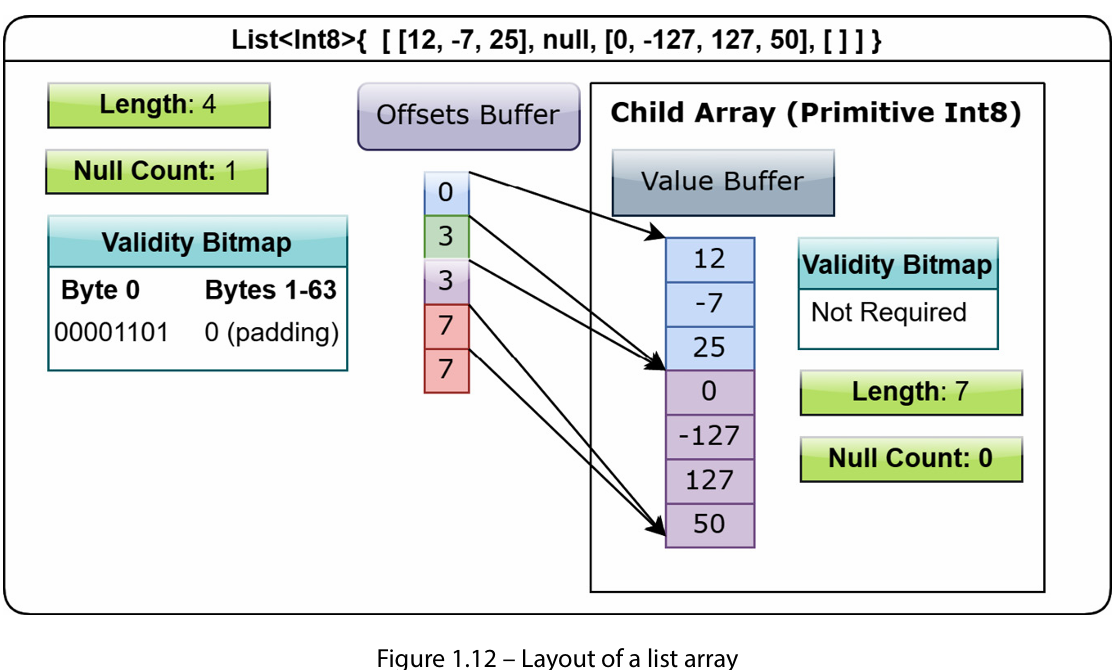 List<Int8>{ [ [12, -7, 25], null, [0, -127, 127, 50], [ ] ] }
Length: 4
Null Count: 1
Validity Bitmap
Byte 0 Bytes 1-63
00001101 0 (padding)
Offsets Buffer
0
3
3
7
7
Child Array (Primitive Int8)
Value Buffer
12
-7
25
0
-127
127
50
Validity Bitmap
Not Required
Length: 7
Null Count: 0
Figure 1.12 – Layout of a list array